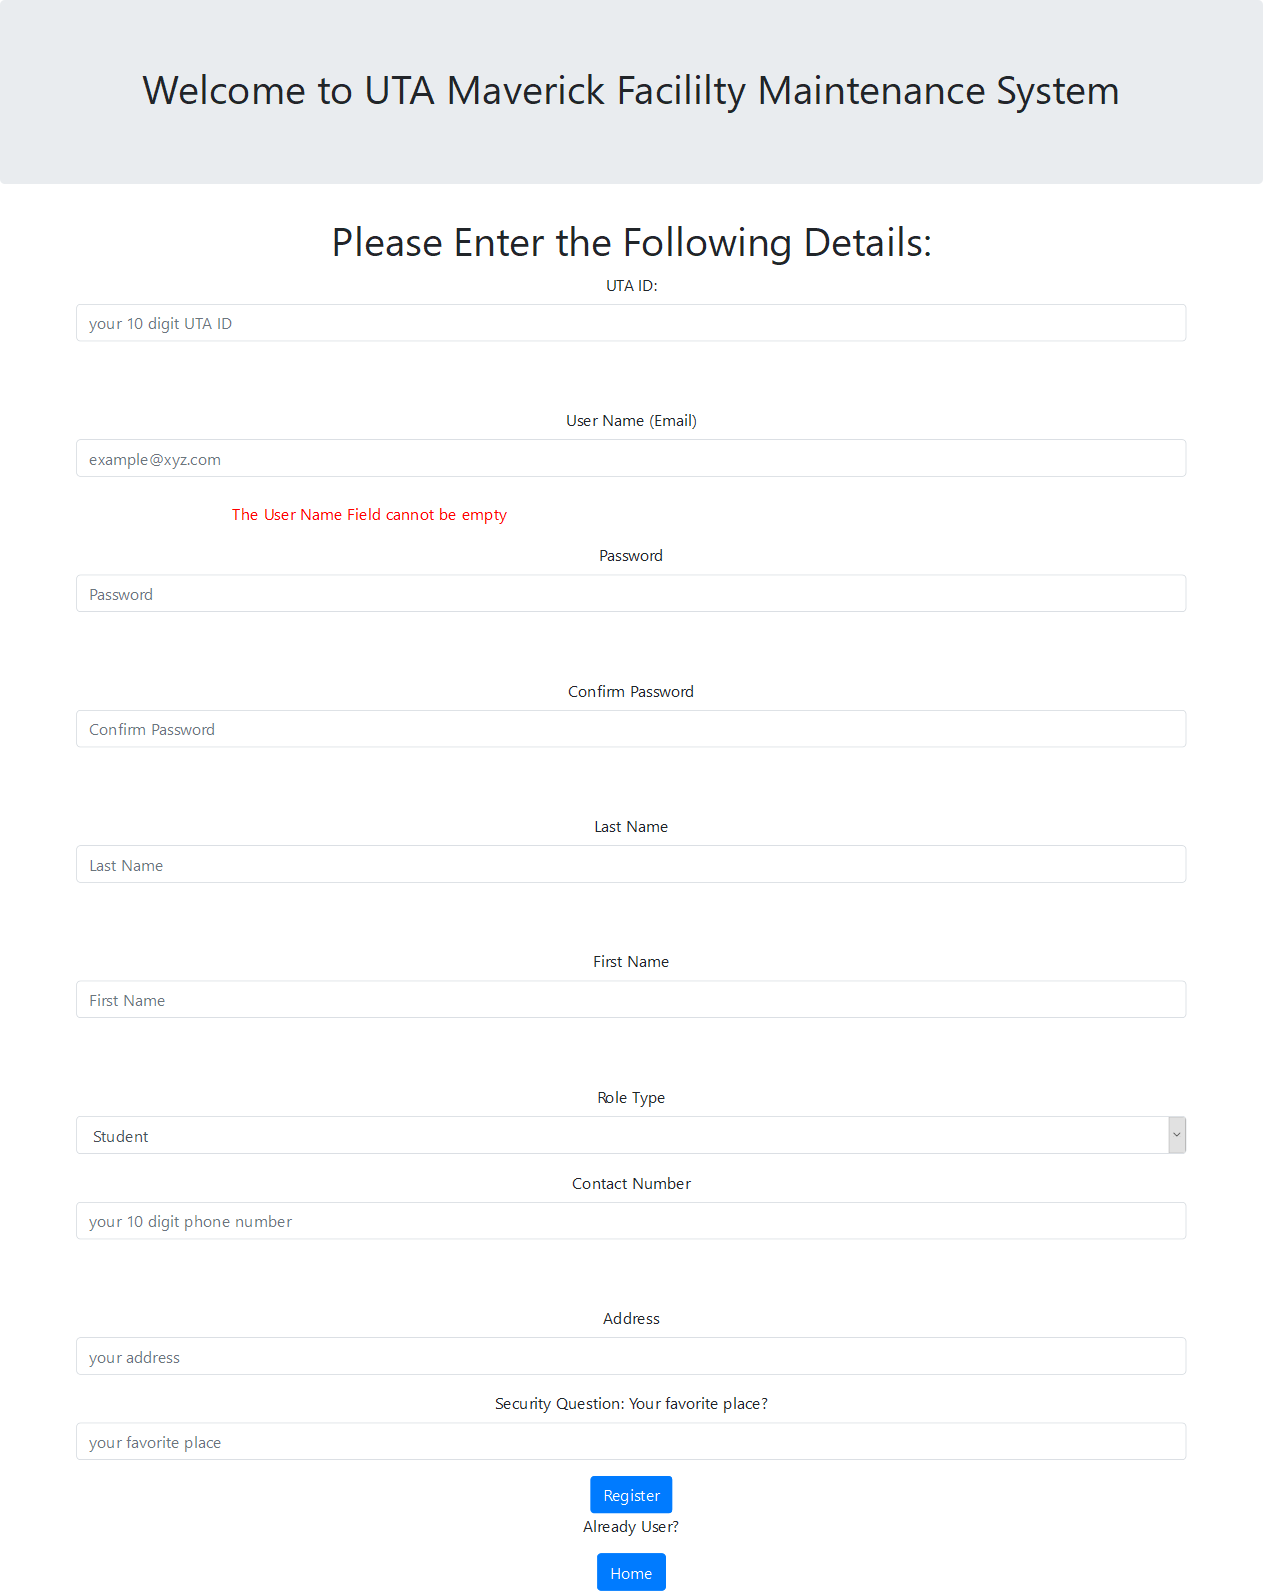 Welcome to UTA Maverick Facililty Maintenance System
Please Enter the Following Details:
UTA ID:
your 10 digit UTA ID
User Name (Email)
example@xyz.com
The User Name Field cannot be empty
Password
Password
Confirm Password
Confirm Password
Last Name
Last Name
First Name
First Name
Role Type
Student
Contact Number
your 10 digit phone number
Address
your address
Security Question: Your favorite place?
your favorite place
Register
Already User?
Home